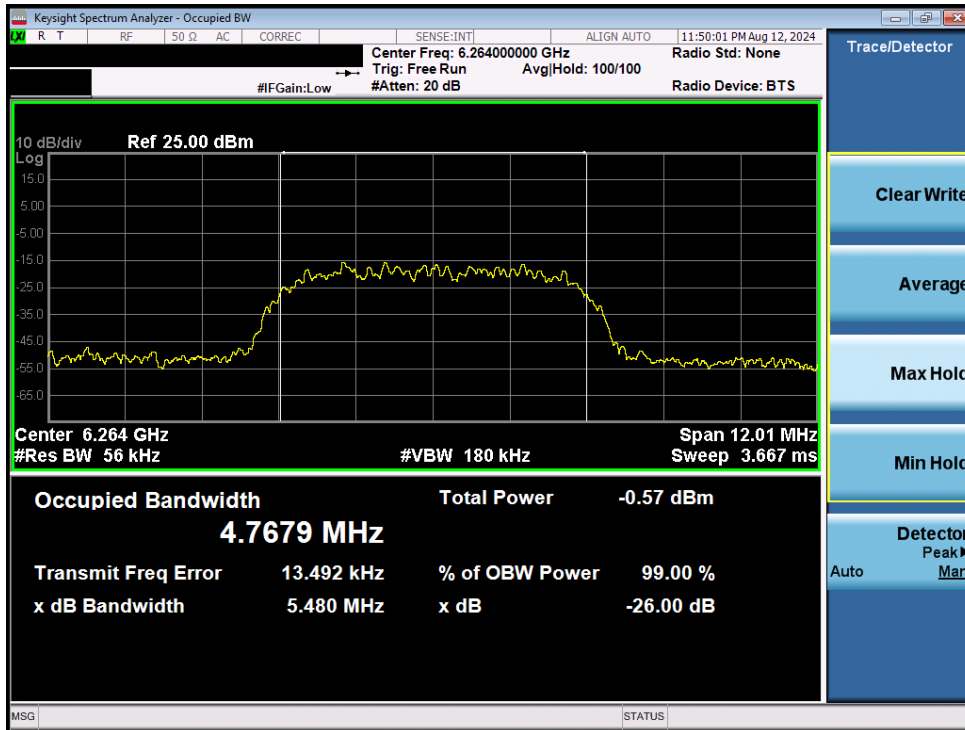 Keysight Spectrum Analyzer - Occupied BW
LXI R T RF 50 Ω AC CORREC SENSE:INT ALIGN AUTO 11:50:01 PM Aug 12, 2024
Center Freq: 6.264000000 GHz Radio Std: None
Trig: Free Run Avg|Hold: 100/100
#IFGain:Low #Atten: 20 dB Radio Device: BTS
Trace/Detector
10 dB/div Ref 25.00 dBm
Log
15.0
5.00
-5.00
-15.0
-25.0
-35.0
-45.0
-55.0
-65.0
Center 6.264 GHz Span 12.01 MHz
#Res BW 56 kHz #VBW 180 kHz Sweep 3.667 ms
Occupied Bandwidth Total Power -0.57 dBm
4.7679 MHz
Transmit Freq Error 13.492 kHz % of OBW Power 99.00 %
x dB Bandwidth 5.480 MHz x dB -26.00 dB
Clear Write
Average
Max Hold
Min Hold
Detector
Peak
Auto Man
MSG STATUS